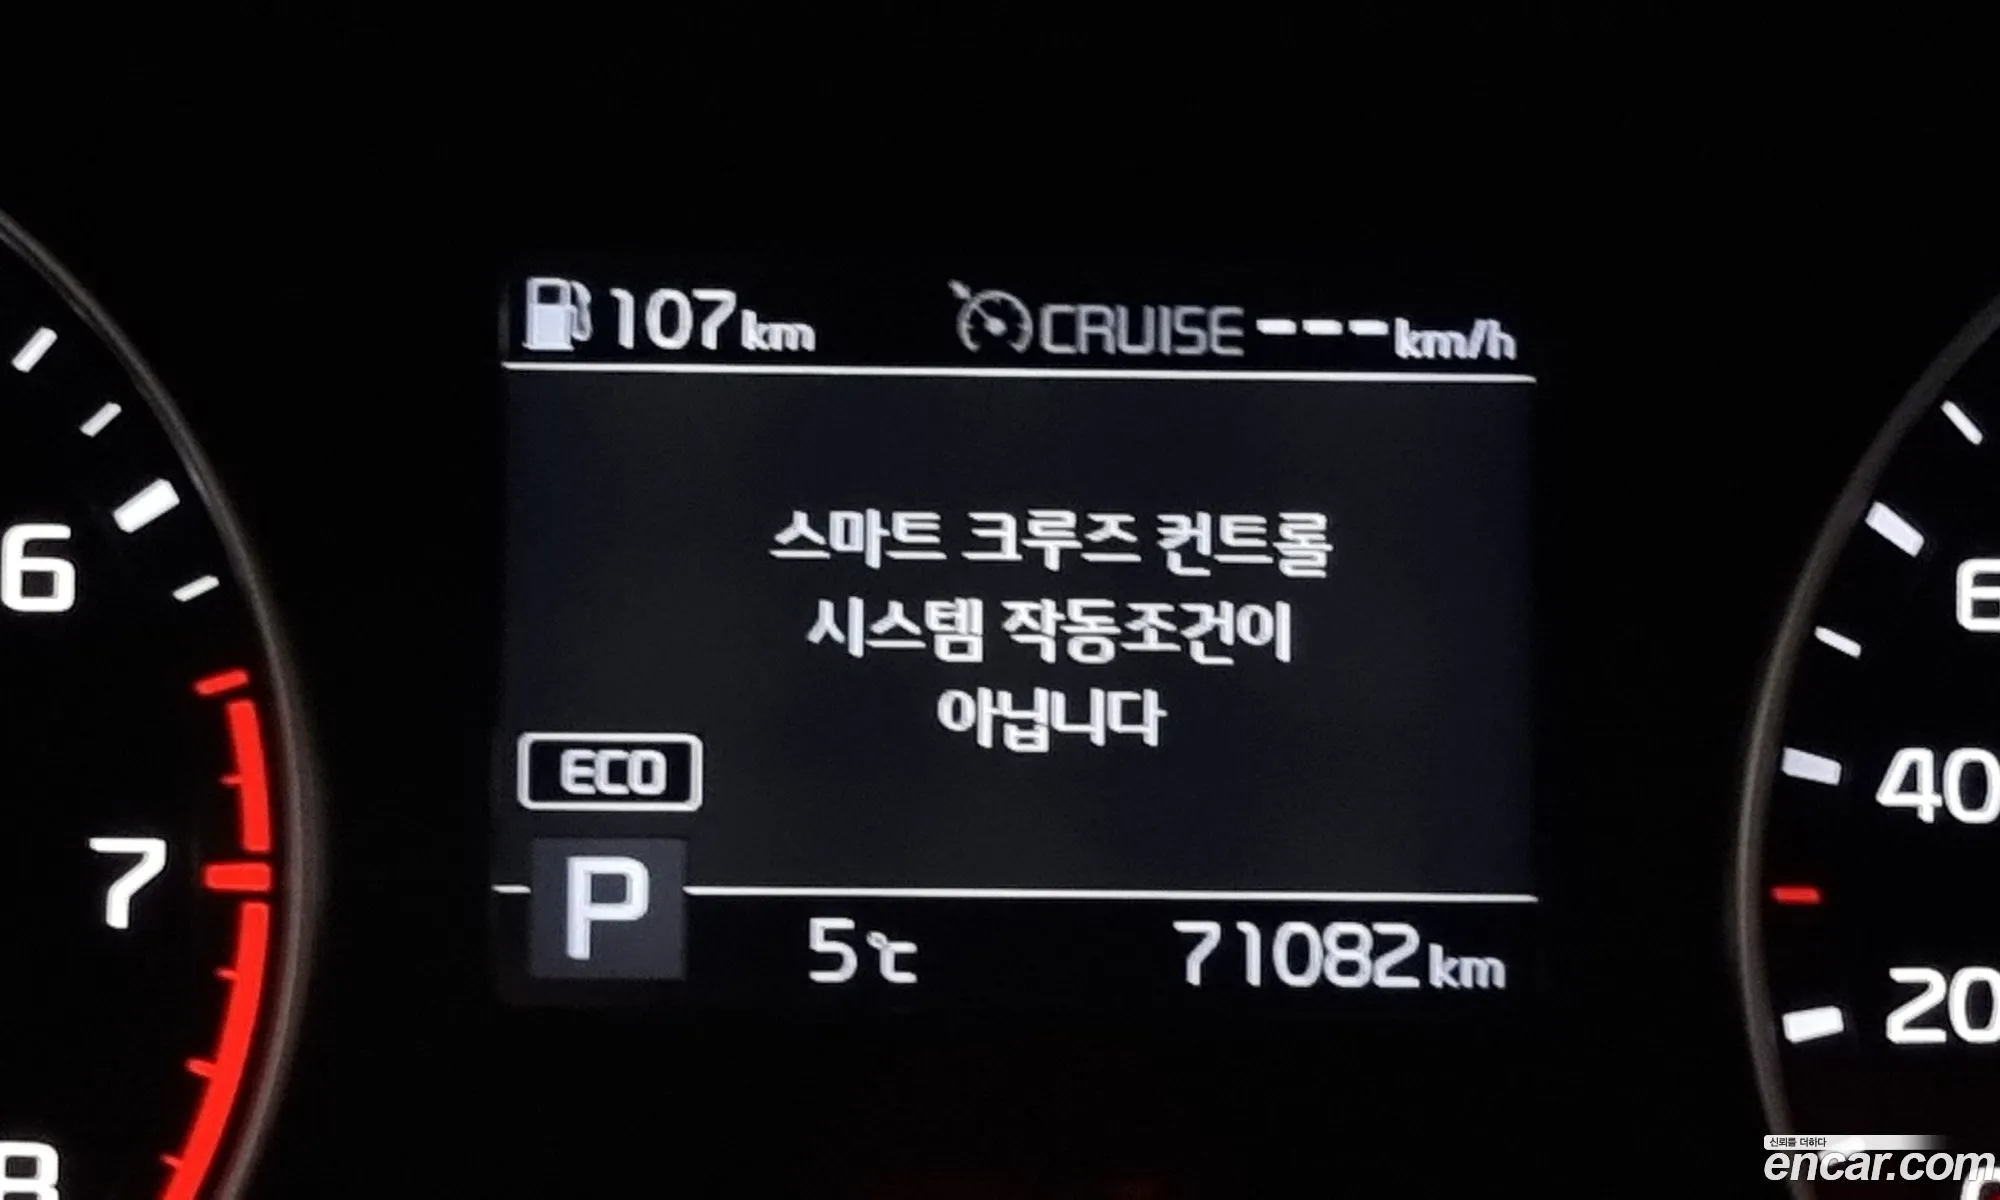 107km CRUISE ---km/h
스마트 크루즈 컨트롤
시스템 작동조건이
아닙니다
ECO
P
5℃ 71082km
6
7
8
6
40
20
신뢰를 더하다
encar.com